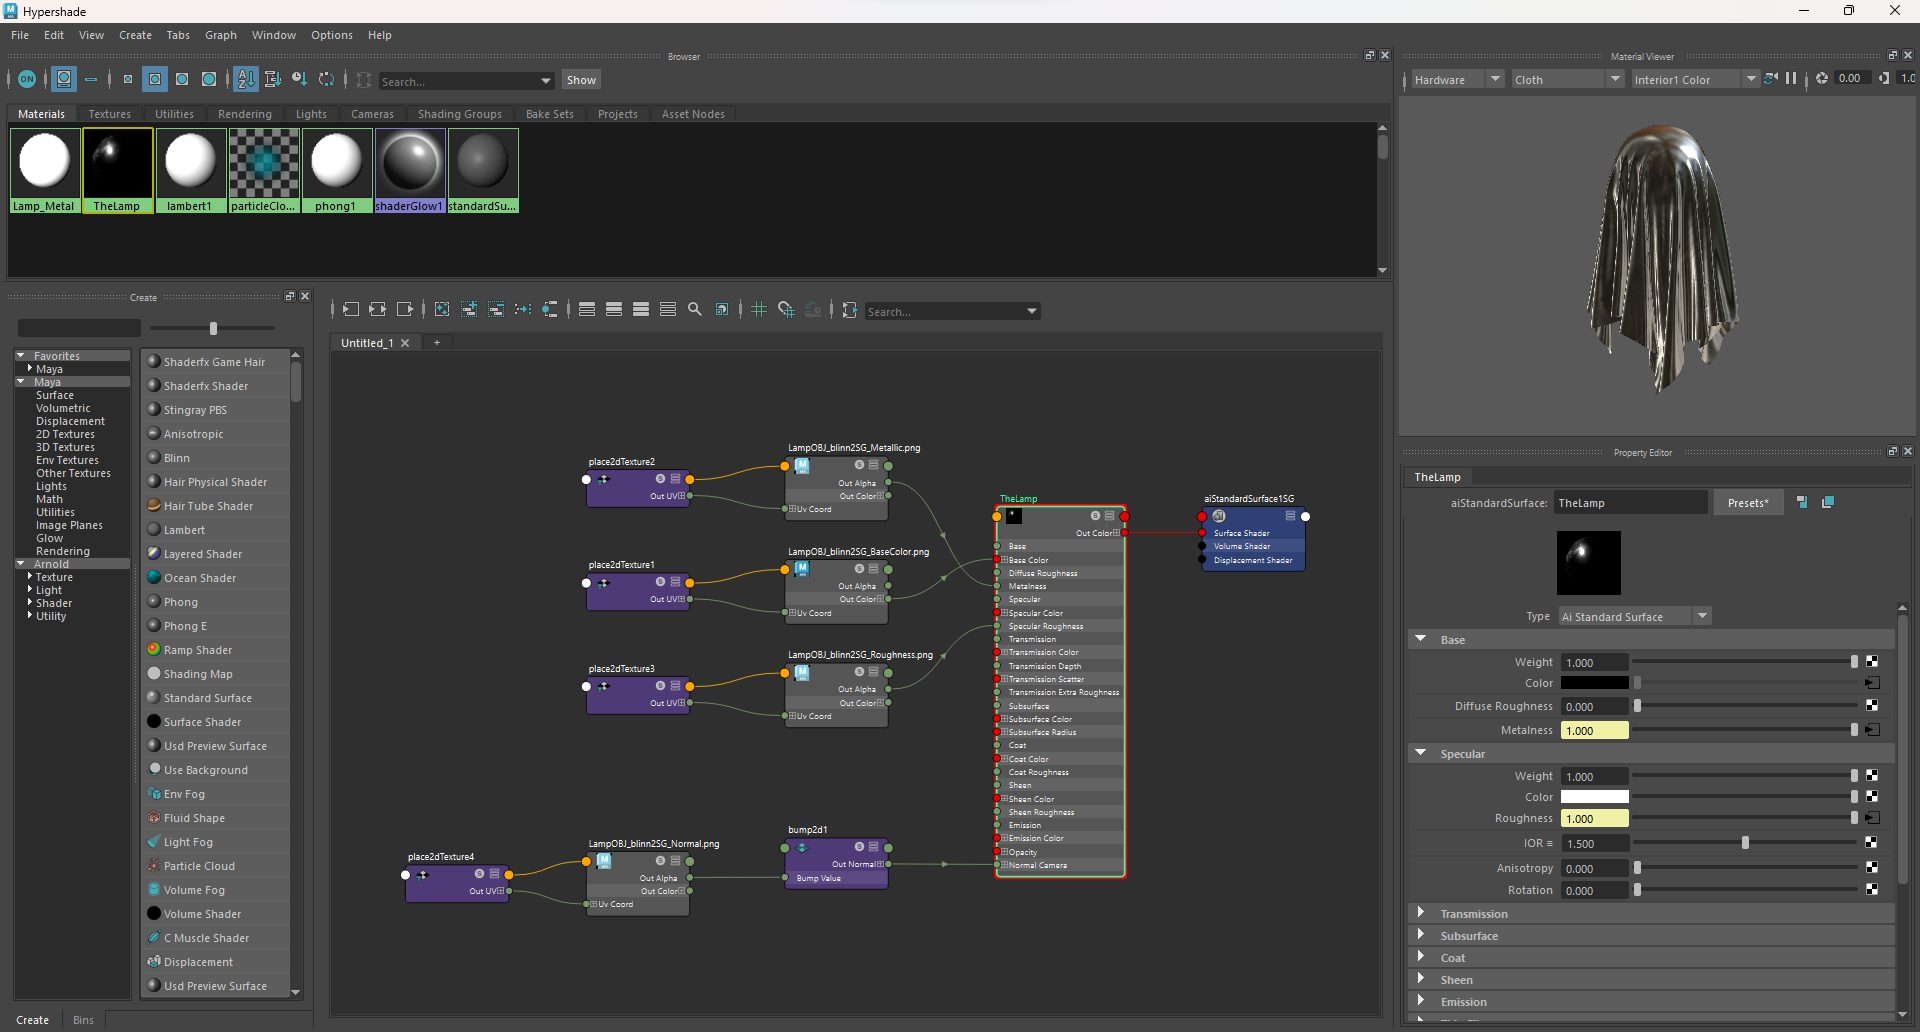 Hypershade
File Edit View Create Tabs Graph Window Options Help
Browser
ON
Search...
Show
Materials Textures Utilities Rendering Lights Cameras Shading Groups Bake Sets Projects Asset Nodes
Lamp_Metal TheLamp lambert1 particleClo... phong1 shaderGlow1 standardSu...
Material Viewer
Hardware Cloth Interior1 Color 0.00 1.0
Create
Favorites
Maya
Maya
Surface
Volumetric
Displacement
2D Textures
3D Textures
Env Textures
Other Textures
Lights
Math
Utilities
Image Planes
Glow
Rendering
Arnold
Texture
Light
Shader
Utility
Shaderfx Game Hair
Shaderfx Shader
Stingray PBS
Anisotropic
Blinn
Hair Physical Shader
Hair Tube Shader
Lambert
Layered Shader
Ocean Shader
Phong
Phong E
Ramp Shader
Shading Map
Standard Surface
Surface Shader
Usd Preview Surface
Use Background
Env Fog
Fluid Shape
Light Fog
Particle Cloud
Volume Fog
Volume Shader
C Muscle Shader
Displacement
Usd Preview Surface
Create Bins
Search...
Untitled_1
+
place2dTexture2
Out UV
LampOBJ_blinn2SG_Metallic.png
Out Alpha
Out Color
Uv Coord
place2dTexture1
Out UV
LampOBJ_blinn2SG_BaseColor.png
Out Alpha
Out Color
Uv Coord
place2dTexture3
Out UV
LampOBJ_blinn2SG_Roughness.png
Out Alpha
Out Color
Uv Coord
place2dTexture4
Out UV
LampOBJ_blinn2SG_Normal.png
Out Alpha
Out Color
Uv Coord
bump2d1
Out Normal
Bump Value
TheLamp
Out Color
Base
Base Color
Diffuse Roughness
Metalness
Specular
Specular Color
Specular Roughness
Transmission
Transmission Color
Transmission Depth
Transmission Scatter
Transmission Extra Roughness
Subsurface
Subsurface Color
Subsurface Radius
Coat
Coat Color
Coat Roughness
Sheen
Sheen Color
Sheen Roughness
Emission
Emission Color
Opacity
Normal Camera
aiStandardSurface1SG
Surface Shader
Volume Shader
Displacement Shader
Property Editor
TheLamp
aiStandardSurface: TheLamp Presets*
Type Ai Standard Surface
Base
Weight 1.000
Color
Diffuse Roughness 0.000
Metalness 1.000
Specular
Weight 1.000
Color
Roughness 1.000
IOR ≡ 1.500
Anisotropy 0.000
Rotation 0.000
Transmission
Subsurface
Coat
Sheen
Emission